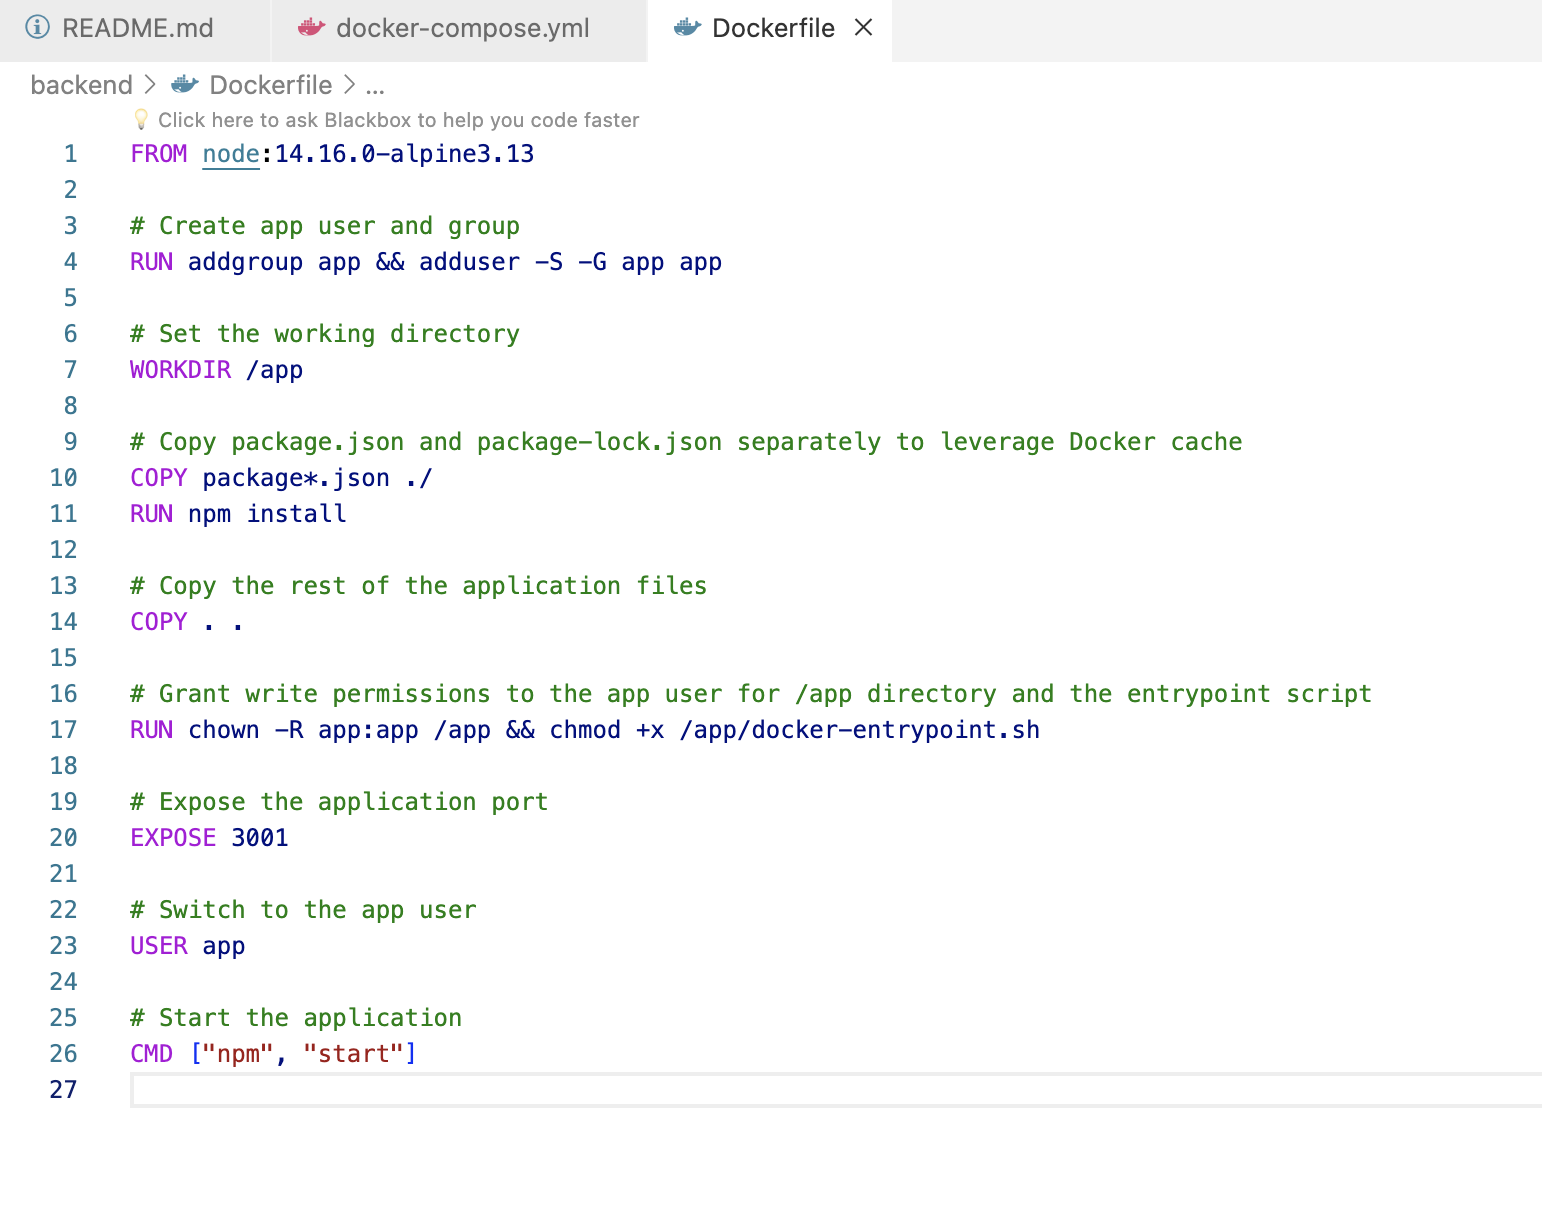 README.md
docker-compose.yml
Dockerfile
backend > Dockerfile > ...
Click here to ask Blackbox to help you code faster
1 FROM node:14.16.0-alpine3.13
2
3 # Create app user and group
4 RUN addgroup app && adduser -S -G app app
5
6 # Set the working directory
7 WORKDIR /app
8
9 # Copy package.json and package-lock.json separately to leverage Docker cache
10 COPY package*.json ./
11 RUN npm install
12
13 # Copy the rest of the application files
14 COPY . .
15
16 # Grant write permissions to the app user for /app directory and the entrypoint script
17 RUN chown -R app:app /app && chmod +x /app/docker-entrypoint.sh
18
19 # Expose the application port
20 EXPOSE 3001
21
22 # Switch to the app user
23 USER app
24
25 # Start the application
26 CMD ["npm", "start"]
27